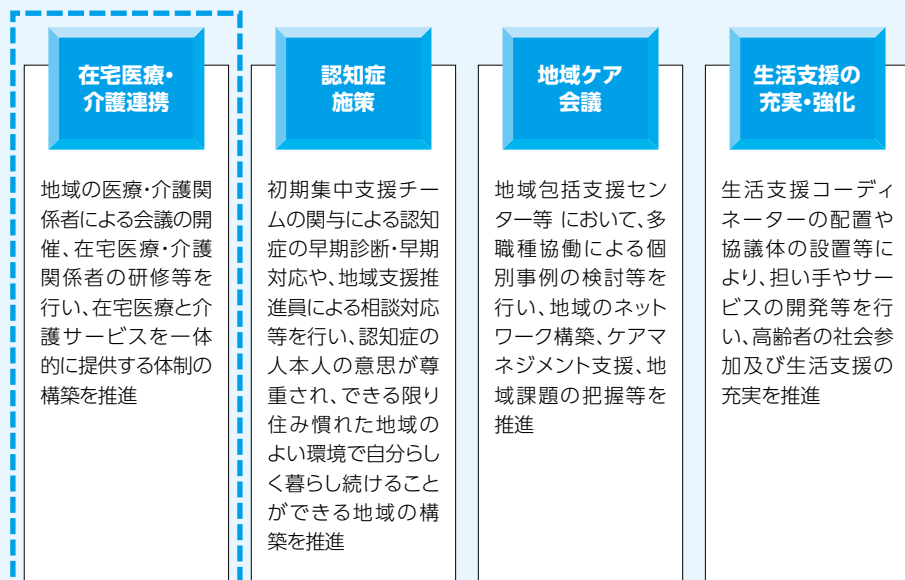 在宅医療・
介護連携
地域の医療・介護関
係者による会議の開
催、在宅医療・介護
関係者の研修等を
行い、在宅医療と介
護サービスを一体
的に提供する体制の
構築を推進
認知症
施策
初期集中支援チー
ムの関与による認知
症の早期診断・早期
対応や、地域支援推
進員による相談対応
等を行い、認知症の
人本人の意思が尊
重され、できる限り
住み慣れた地域の
よい環境で自分らし
く暮らし続けること
ができる地域の構
築を推進
地域ケア
会議
地域包括支援セン
ター等 において、多
職種協働による個
別事例の検討等を
行い、地域のネット
ワーク構築、ケアマ
ネジメント支援、地
域課題の把握等を
推進
生活支援の
充実・強化
生活支援コーディ
ネーターの配置や
協議体の設置等に
より、担い手やサー
ビスの開発等を行
い、高齢者の社会参
加及び生活支援の
充実を推進